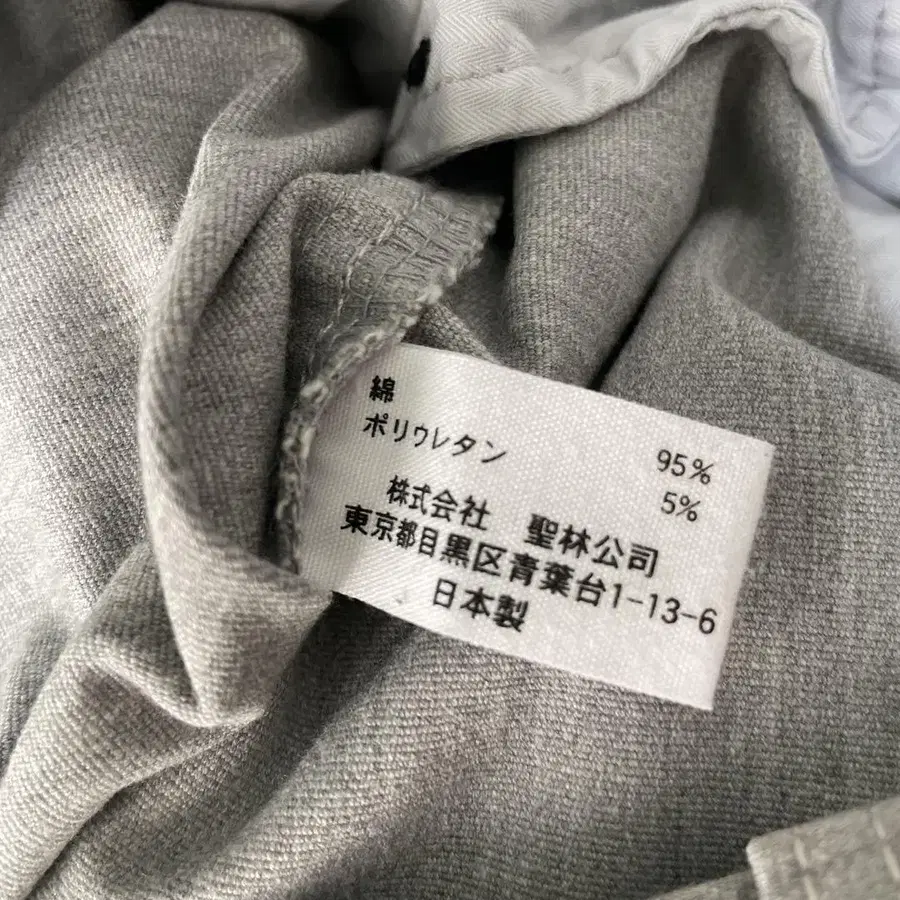 綿 95%
ポリウレタン 5%
株式会社 聖林公司
東京都目黒区青葉台1-13-6
日本製